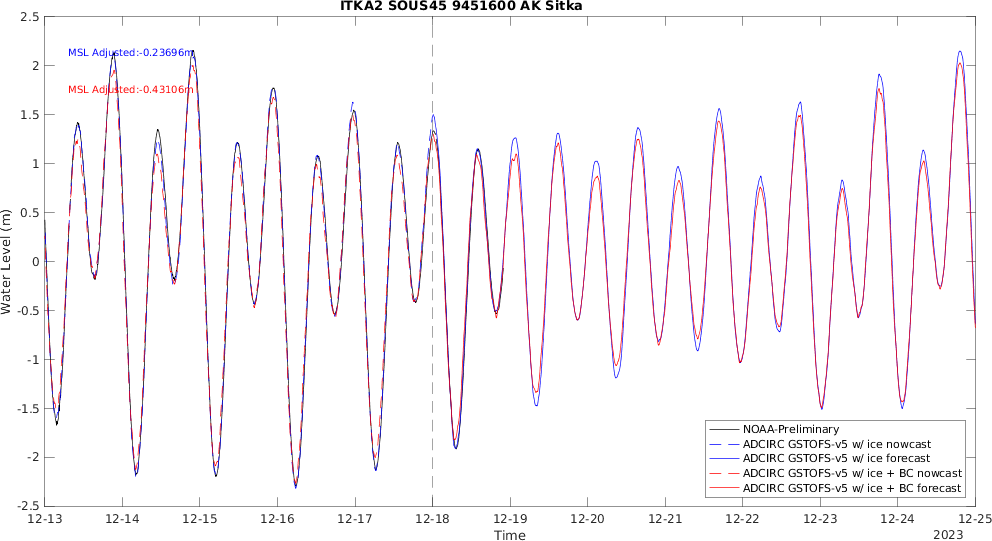 ITKA2 SOUS45 9451600 AK Sitka
MSL Adjusted:-0.23696m
MSL Adjusted:-0.43106m
Water Level (m)
2.5
2
1.5
1
0.5
0
-0.5
-1
-1.5
-2
-2.5
NOAA-Preliminary
ADCIRC GSTOFS-v5 w/ ice nowcast
ADCIRC GSTOFS-v5 w/ ice forecast
ADCIRC GSTOFS-v5 w/ ice + BC nowcast
ADCIRC GSTOFS-v5 w/ ice + BC forecast
12-13 12-14 12-15 12-16 12-17 12-18 12-19 12-20 12-21 12-22 12-23 12-24 12-25
Time
2023